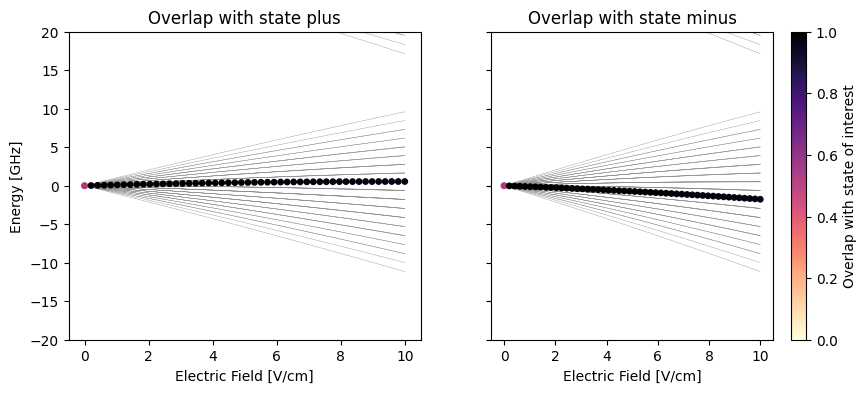 Overlap with state plus
Overlap with state minus
20
15
10
5
0
−5
−10
−15
−20
Energy [GHz]
0 2 4 6 8 10
Electric Field [V/cm]
0 2 4 6 8 10
Electric Field [V/cm]
1.0
0.8
0.6
0.4
0.2
0.0
Overlap with state of interest